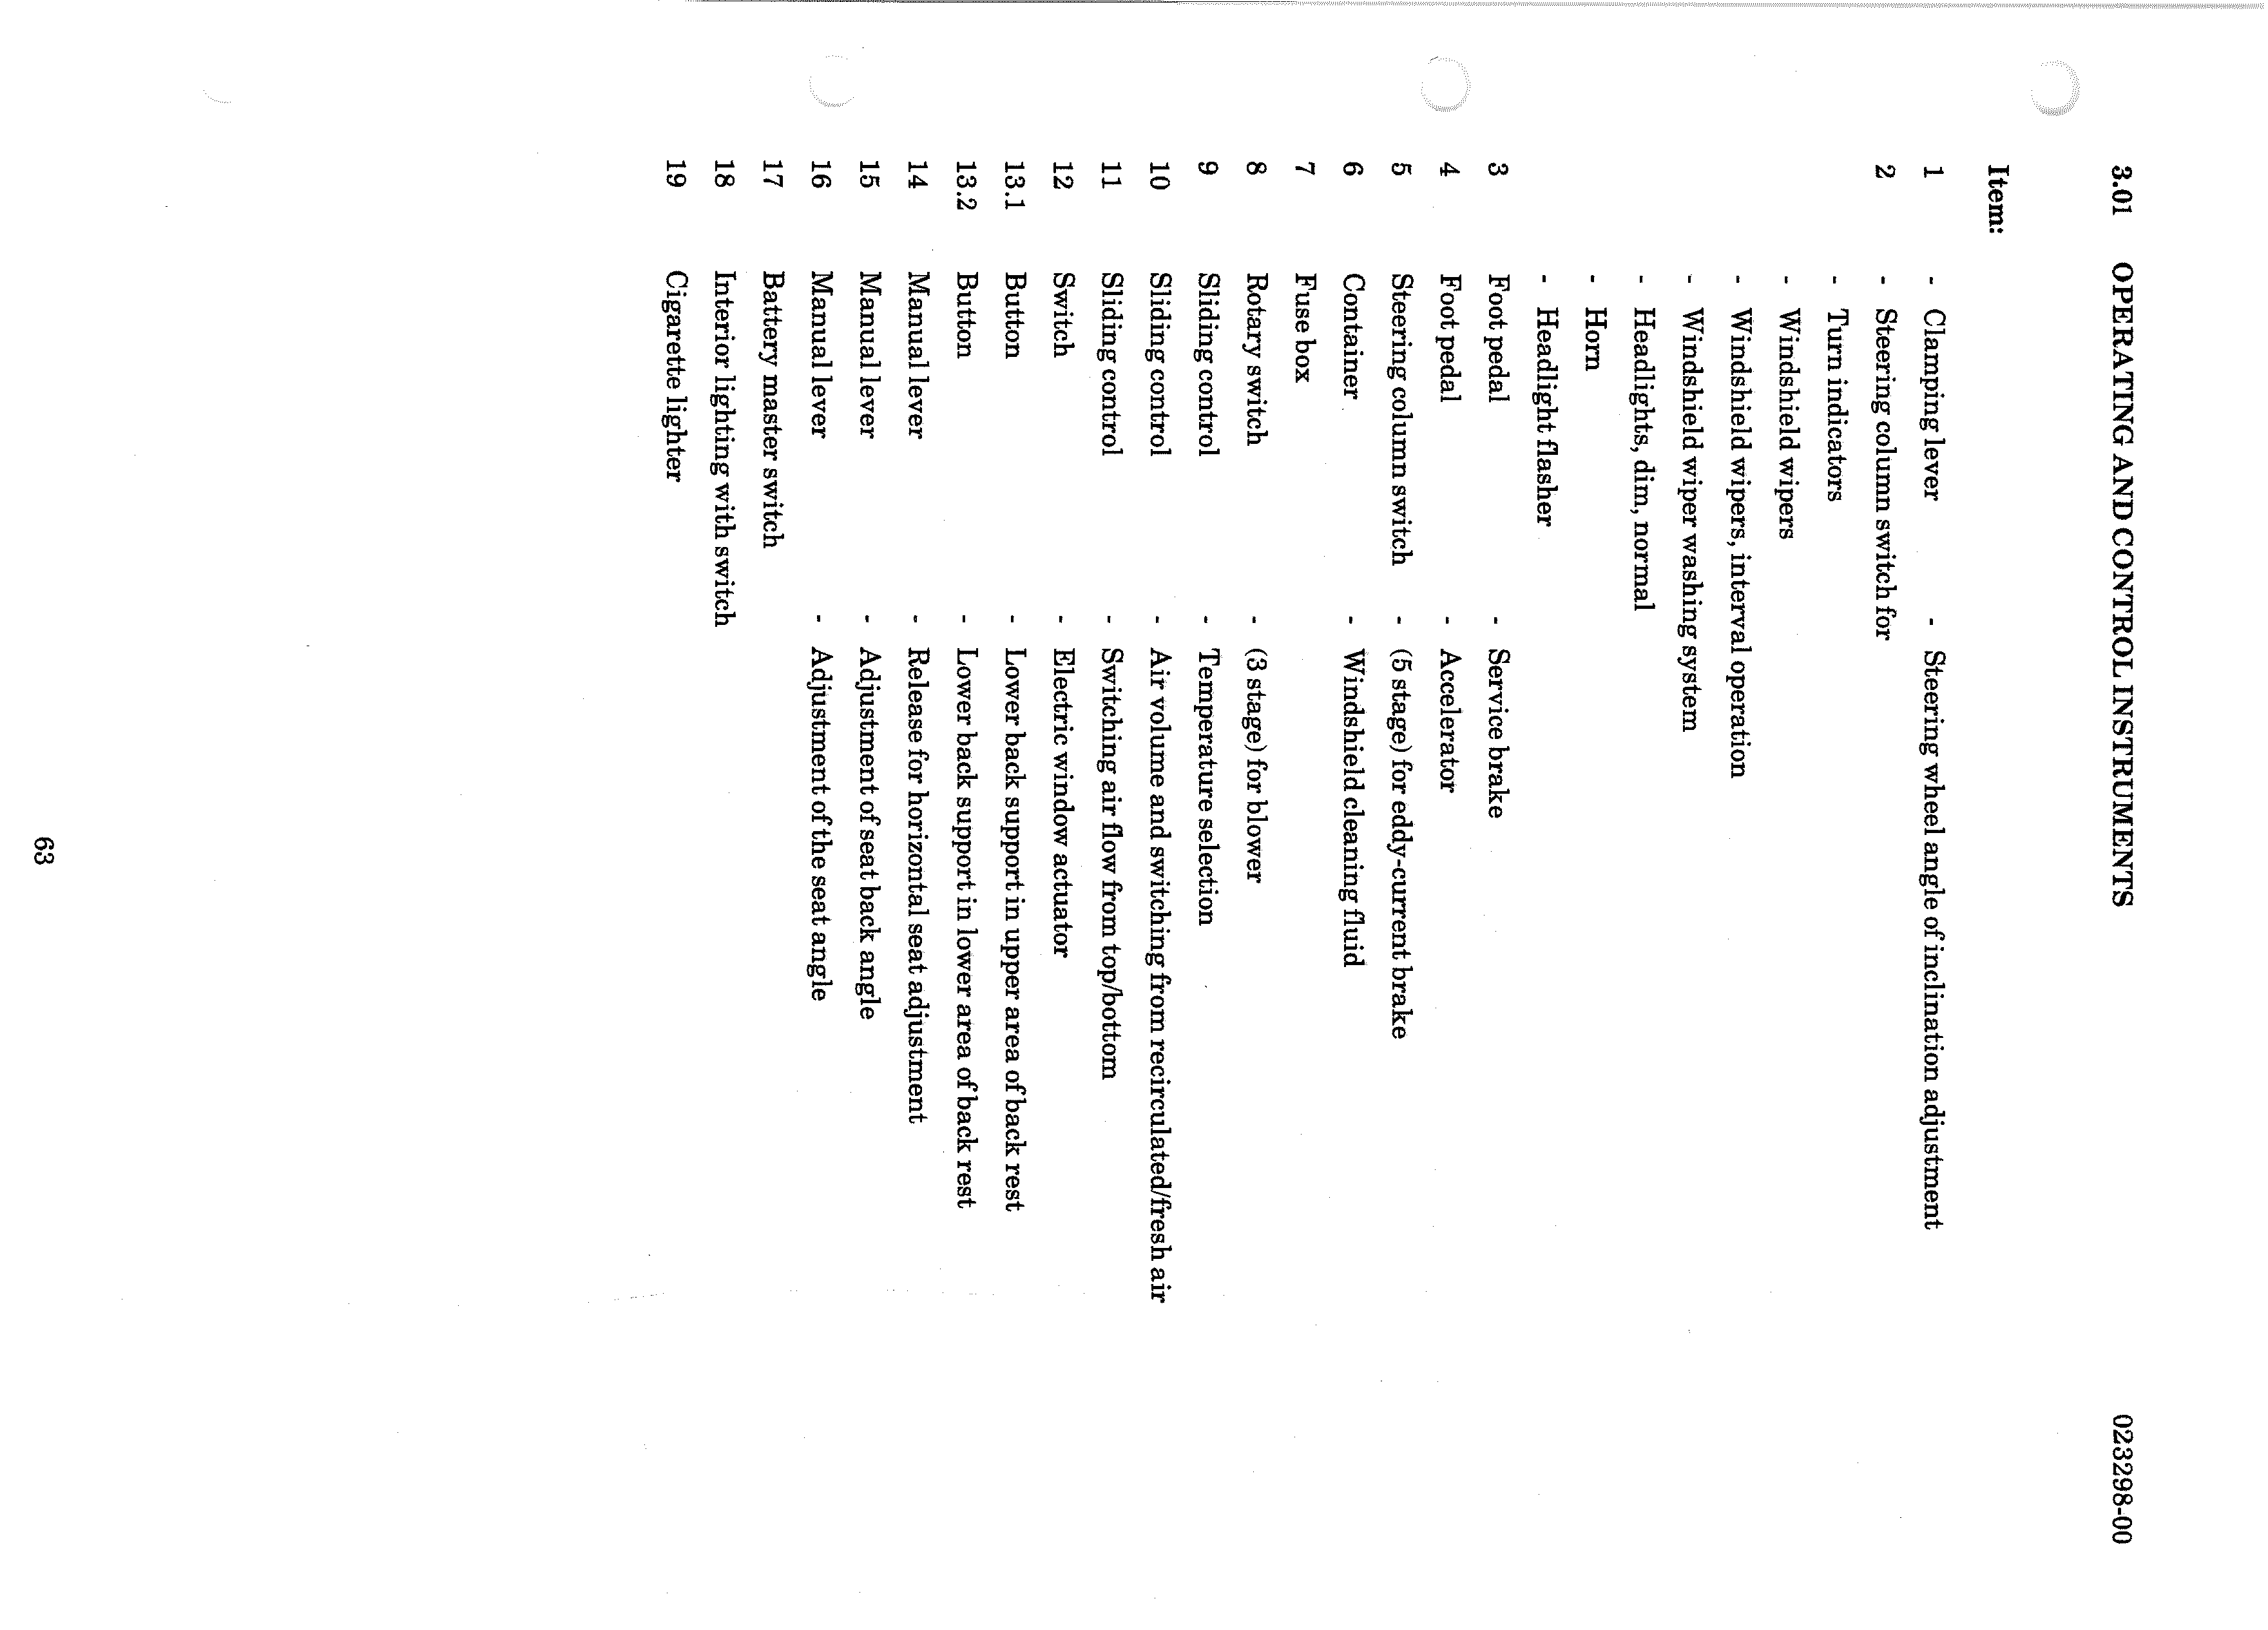 3.01 OPERATING AND CONTROL INSTRUMENTS 023298-00
Item:
1 - Clamping lever - Steering wheel angle of inclination adjustment
2 - Steering column switch for
- Turn indicators
- Windshield wipers
- Windshield wipers, interval operation
- Windshield wiper washing system
- Headlights, dim, normal
- Horn
- Headlight flasher
3 Foot pedal - Service brake
4 Foot pedal - Accelerator
5 Steering column switch - (5 stage) for eddy-current brake
6 Container - Windshield cleaning fluid
7 Fuse box
8 Rotary switch - (3 stage) for blower
9 Sliding control - Temperature selection
10 Sliding control - Air volume and switching from recirculated/fresh air
11 Sliding control - Switching air flow from top/bottom
12 Switch - Electric window actuator
13.1 Button - Lower back support in upper area of back rest
13.2 Button - Lower back support in lower area of back rest
14 Manual lever - Release for horizontal seat adjustment
15 Manual lever - Adjustment of seat back angle
16 Manual lever - Adjustment of the seat angle
17 Battery master switch
18 Interior lighting with switch
19 Cigarette lighter
63